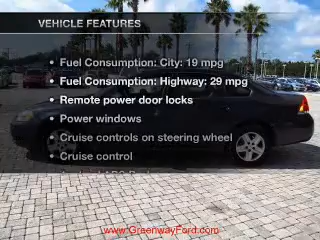 VEHICLE FEATURES
• Fuel Consumption: City: 19 mpg
• Fuel Consumption: Highway: 29 mpg
• Remote power door locks
• Power windows
• Cruise controls on steering wheel
• Cruise control
www.GreenwayFord.com